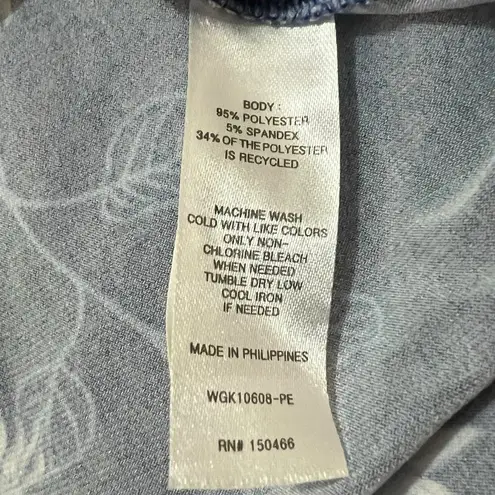 BODY :
95% POLYESTER
5% SPANDEX
34% OF THE POLYESTER
IS RECYCLED
MACHINE WASH
COLD WITH LIKE COLORS
ONLY NON-
CHLORINE BLEACH
WHEN NEEDED
TUMBLE DRY LOW
COOL IRON
IF NEEDED
MADE IN PHILIPPINES
WGK10608-PE
RN# 150466